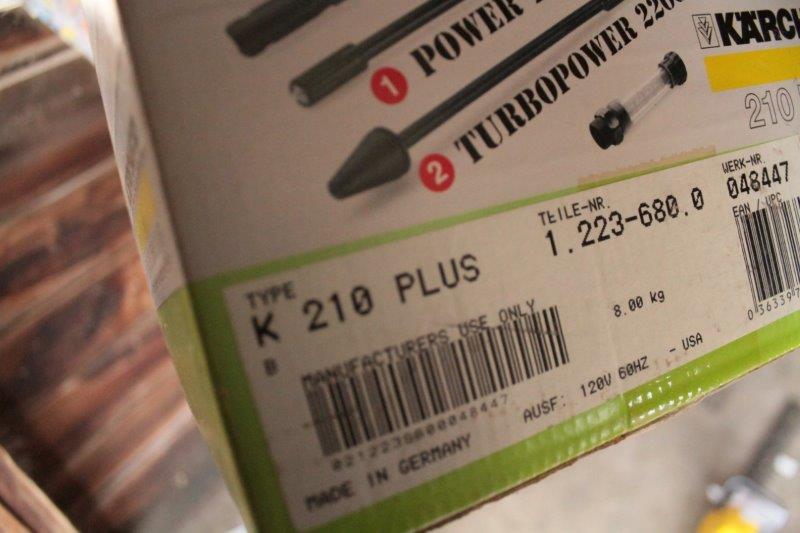 1 POWER
2 TURBOPOWER
KÄRCH
210
TYPE
K 210 PLUS
TEILE-NR.
1.223-680.0
WERK-NR.
048447
EAN / UPC
B
MANUFACTURERS USE ONLY
8.00 kg
AUSF: 120V 60HZ - USA
MADE IN GERMANY